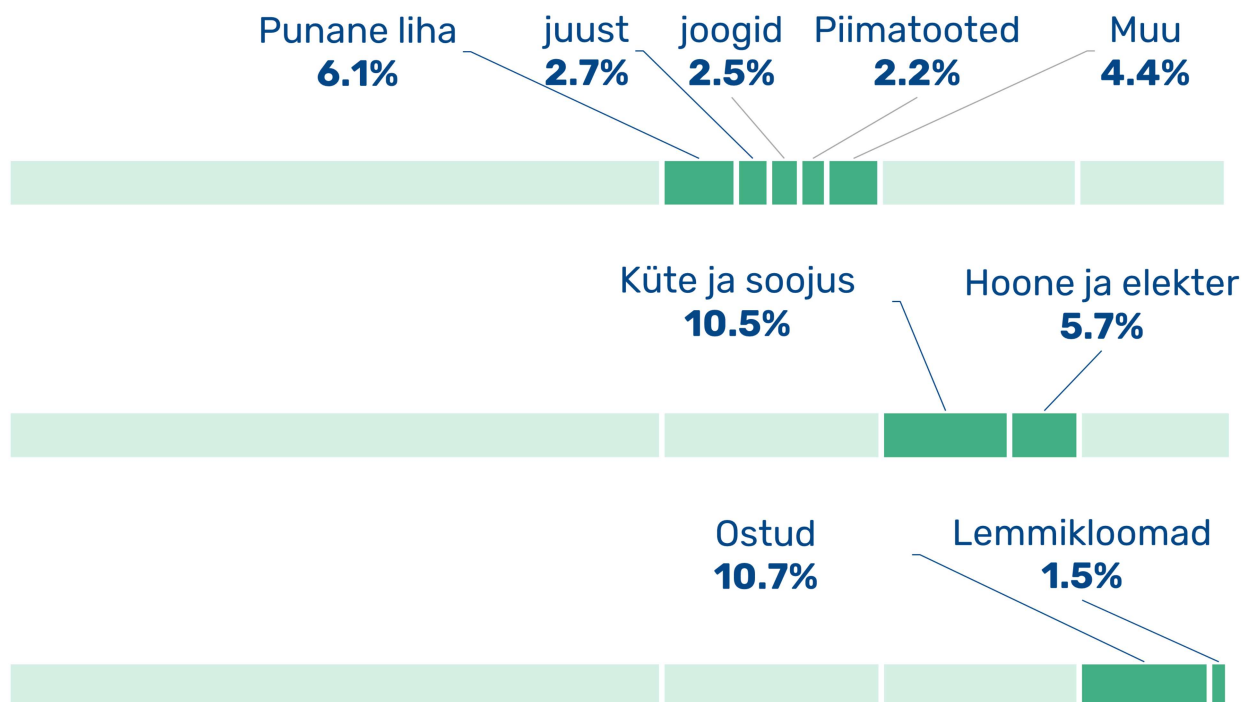 Punane liha
6.1%
juust
2.7%
joogid
2.5%
Piimatooted
2.2%
Muu
4.4%
Küte ja soojus
10.5%
Hoone ja elekter
5.7%
Ostud
10.7%
Lemmikloomad
1.5%